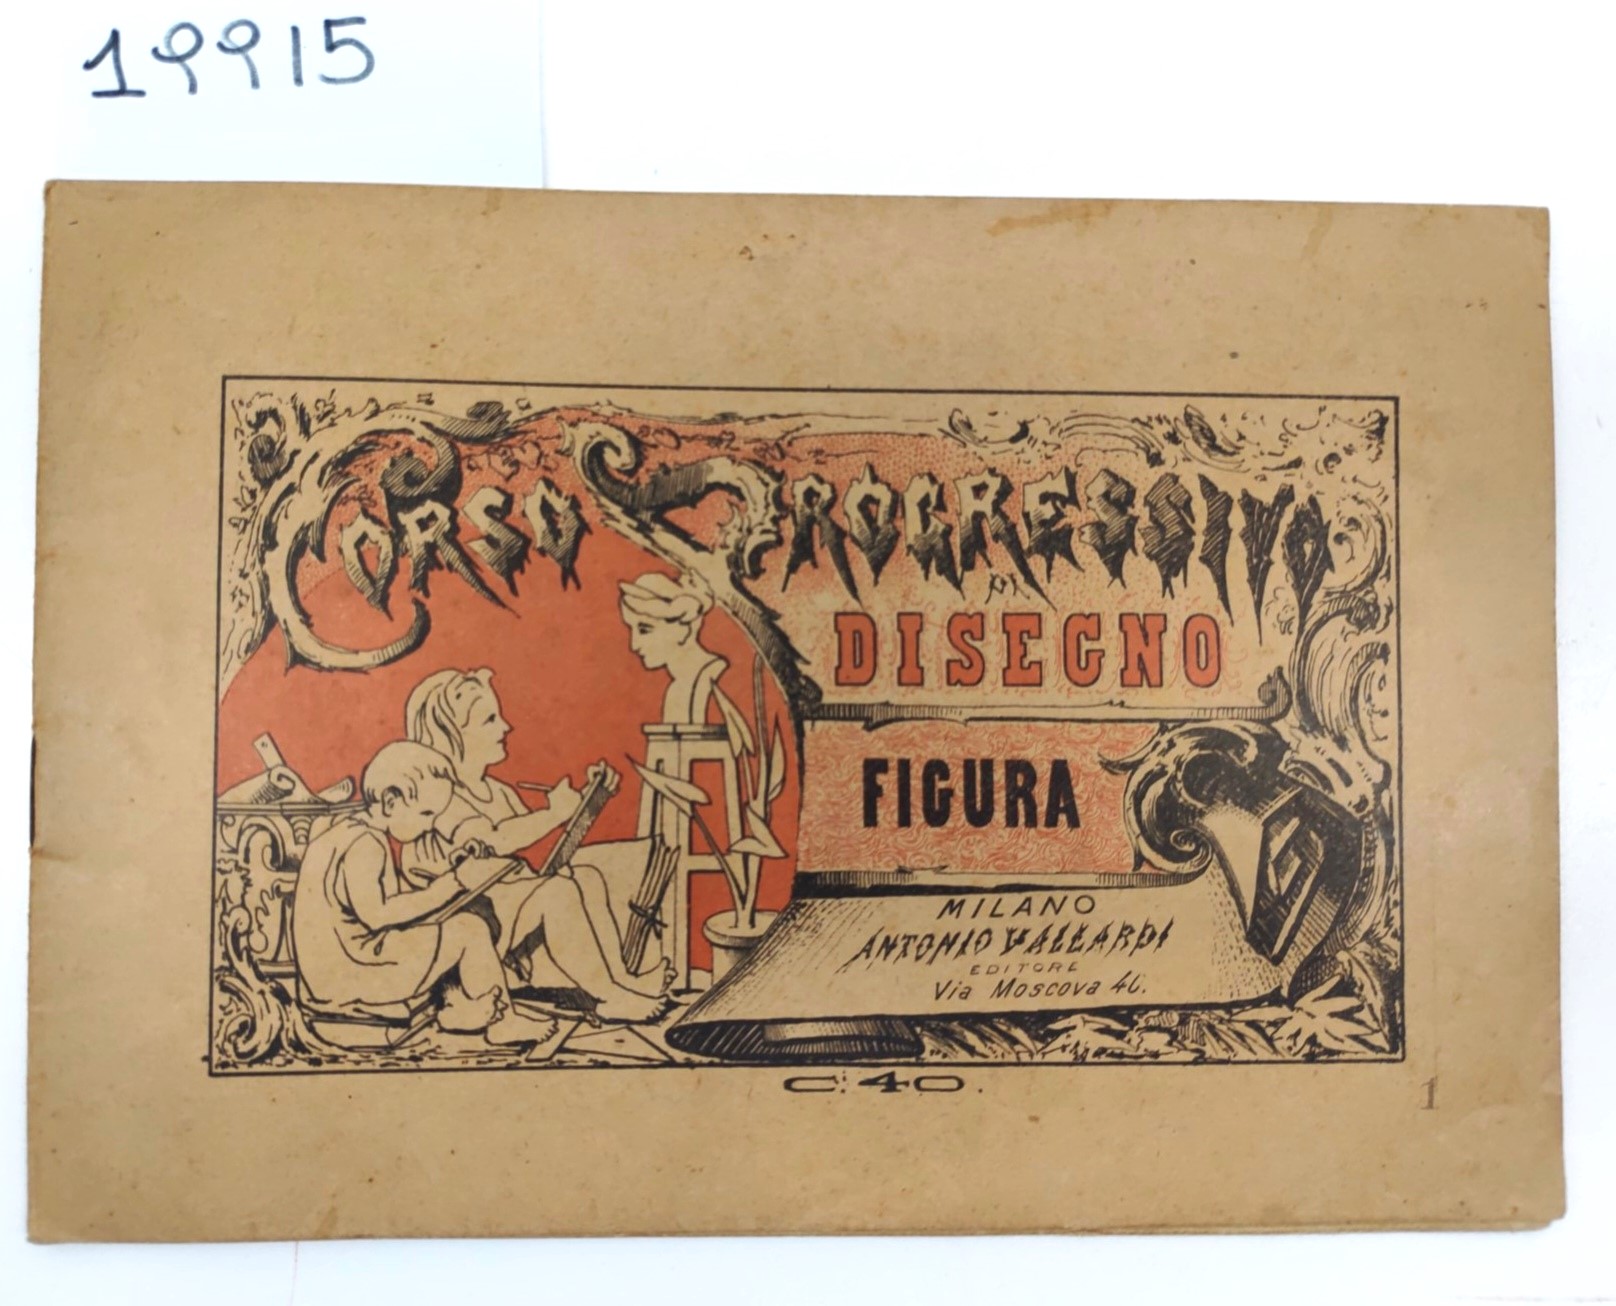 19915
CORSO PROGRESSIVO
DI
DISEGNO
FIGURA
MILANO
ANTONIO VALLARDI
EDITORE
Via Moscova 40.
C. 40.
1